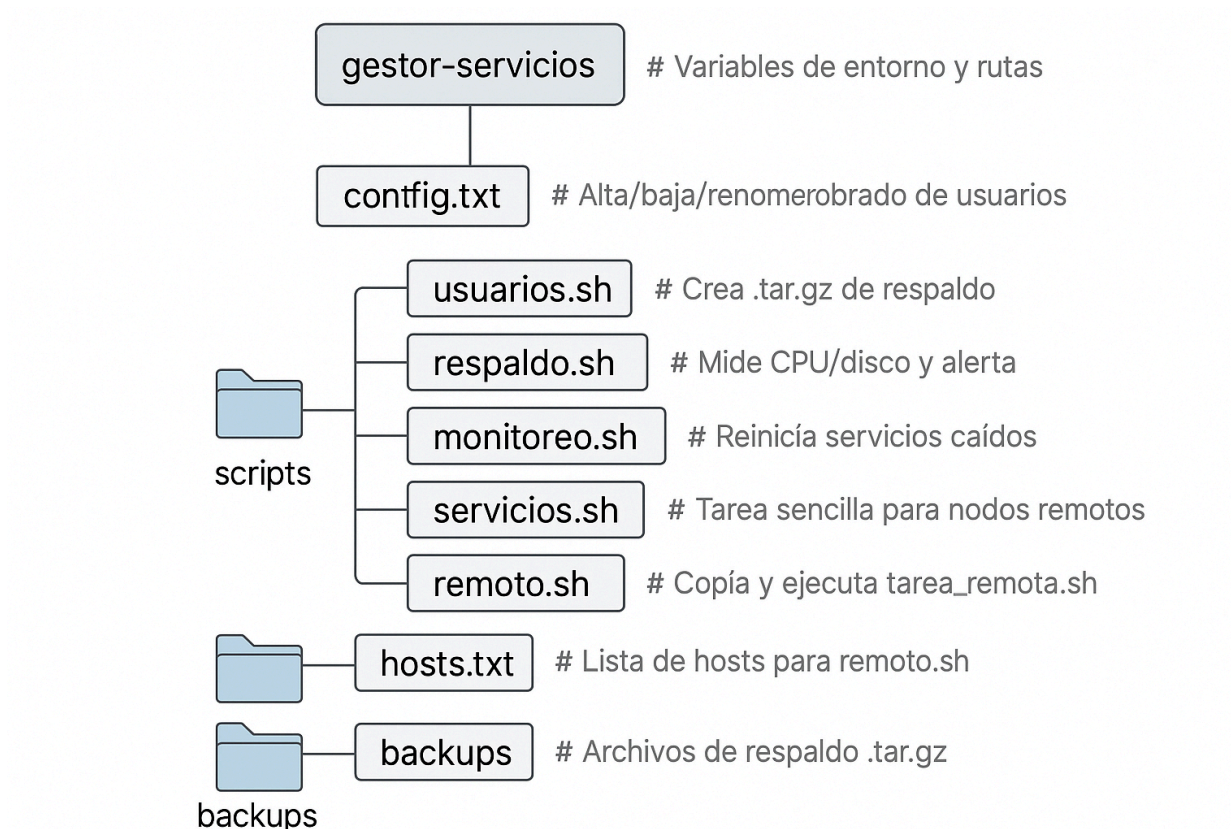 gestor-servicios # Variables de entorno y rutas
contfig.txt # Alta/baja/renomerobrado de usuarios
usuarios.sh # Crea .tar.gz de respaldo
respaldo.sh # Mide CPU/disco y alerta
monitoreo.sh # Reinicía servicios caídos
scripts
servicios.sh # Tarea sencilla para nodos remotos
remoto.sh # Copía y ejecuta tarea_remota.sh
hosts.txt # Lista de hosts para remoto.sh
backups # Archivos de respaldo .tar.gz
backups